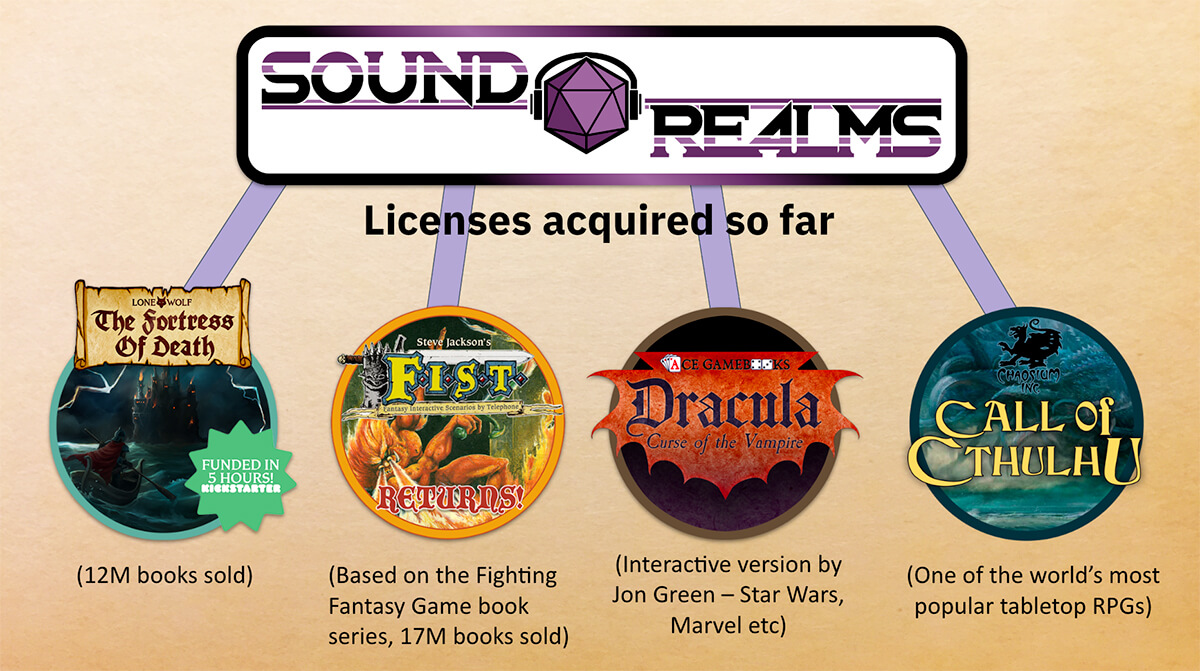 SOUND
REALMS
Licenses acquired so far
LONE WOLF
The Fortress
Of Death
FUNDED IN
5 HOURS!
KICKSTARTER
(12M books sold)
Steve Jackson's
F·I·S·T·
Fantasy Interactive Scenarios by Telephone
RETURNS!
(Based on the Fighting
Fantasy Game book
series, 17M books sold)
ACE GAMEBOOKS
Dracula
Curse of the Vampire
(Interactive version by
Jon Green – Star Wars,
Marvel etc)
CHAOSIUM
INC.
CALL of
CTHULHU
(One of the world’s most
popular tabletop RPGs)